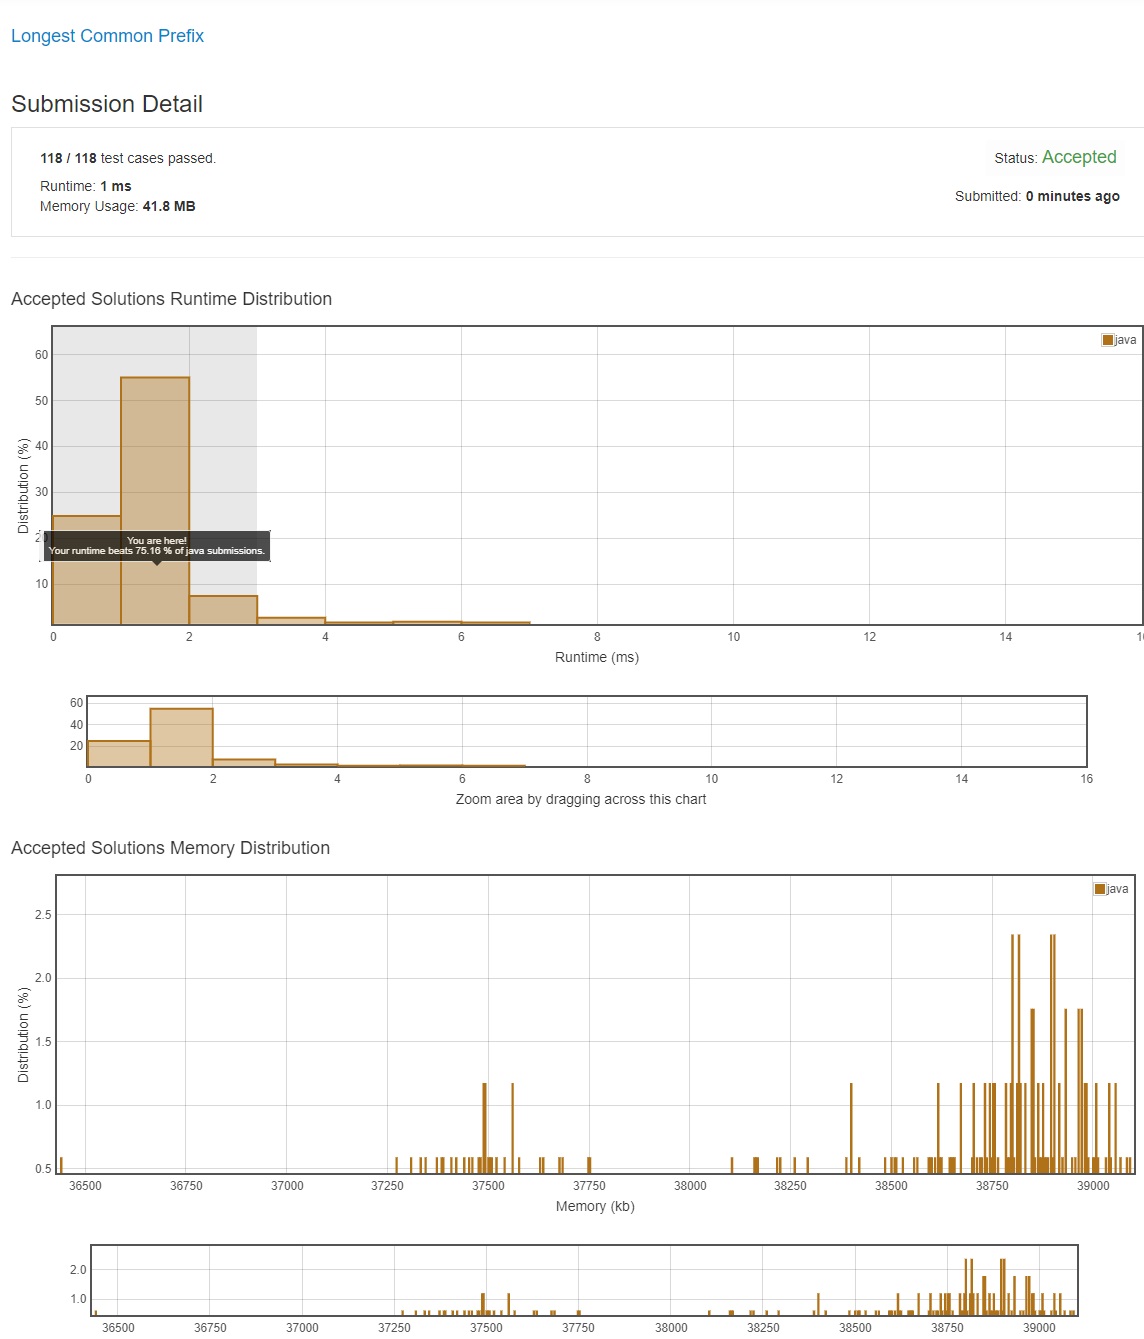 Longest Common Prefix
Submission Detail
118 / 118 test cases passed.
Status: Accepted
Runtime: 1 ms
Memory Usage: 41.8 MB
Submitted: 0 minutes ago
Accepted Solutions Runtime Distribution
java
60
50
40
30
20
10
Distribution (%)
You are here!
Your runtime beats 75.16 % of java submissions.
0 2 4 6 8 10 12 14
Runtime (ms)
60
40
20
0 2 4 6 8 10 12 14 16
Zoom area by dragging across this chart
Accepted Solutions Memory Distribution
java
2.5
2.0
1.5
1.0
0.5
Distribution (%)
36500 36750 37000 37250 37500 37750 38000 38250 38500 38750 39000
Memory (kb)
2.0
1.0
36500 36750 37000 37250 37500 37750 38000 38250 38500 38750 39000